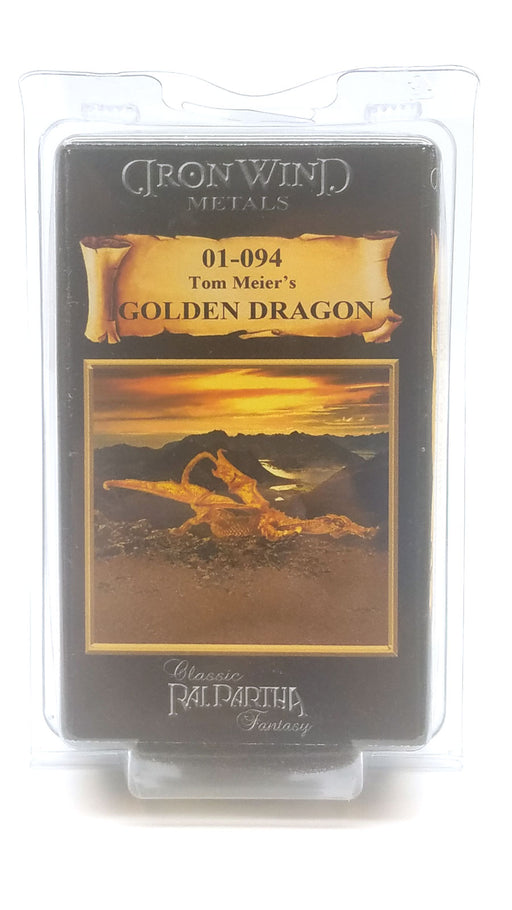 IRON WIND
METALS
01-094
Tom Meier's
GOLDEN DRAGON
Classic
RAL PARTHA
Fantasy